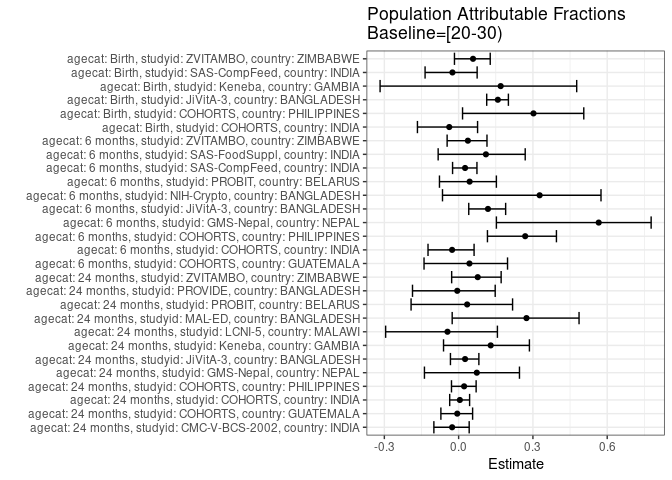 Population Attributable Fractions
Baseline=[20-30)
agecat: Birth, studyid: ZVITAMBO, country: ZIMBABWE
agecat: Birth, studyid: SAS-CompFeed, country: INDIA
agecat: Birth, studyid: Keneba, country: GAMBIA
agecat: Birth, studyid: JiVitA-3, country: BANGLADESH
agecat: Birth, studyid: COHORTS, country: PHILIPPINES
agecat: Birth, studyid: COHORTS, country: INDIA
agecat: 6 months, studyid: ZVITAMBO, country: ZIMBABWE
agecat: 6 months, studyid: SAS-FoodSuppl, country: INDIA
agecat: 6 months, studyid: SAS-CompFeed, country: INDIA
agecat: 6 months, studyid: PROBIT, country: BELARUS
agecat: 6 months, studyid: NIH-Crypto, country: BANGLADESH
agecat: 6 months, studyid: JiVitA-3, country: BANGLADESH
agecat: 6 months, studyid: GMS-Nepal, country: NEPAL
agecat: 6 months, studyid: COHORTS, country: PHILIPPINES
agecat: 6 months, studyid: COHORTS, country: INDIA
agecat: 6 months, studyid: COHORTS, country: GUATEMALA
agecat: 24 months, studyid: ZVITAMBO, country: ZIMBABWE
agecat: 24 months, studyid: PROVIDE, country: BANGLADESH
agecat: 24 months, studyid: PROBIT, country: BELARUS
agecat: 24 months, studyid: MAL-ED, country: BANGLADESH
agecat: 24 months, studyid: LCNI-5, country: MALAWI
agecat: 24 months, studyid: Keneba, country: GAMBIA
agecat: 24 months, studyid: JiVitA-3, country: BANGLADESH
agecat: 24 months, studyid: GMS-Nepal, country: NEPAL
agecat: 24 months, studyid: COHORTS, country: PHILIPPINES
agecat: 24 months, studyid: COHORTS, country: INDIA
agecat: 24 months, studyid: COHORTS, country: GUATEMALA
agecat: 24 months, studyid: CMC-V-BCS-2002, country: INDIA
-0.3 0.0 0.3 0.6
Estimate